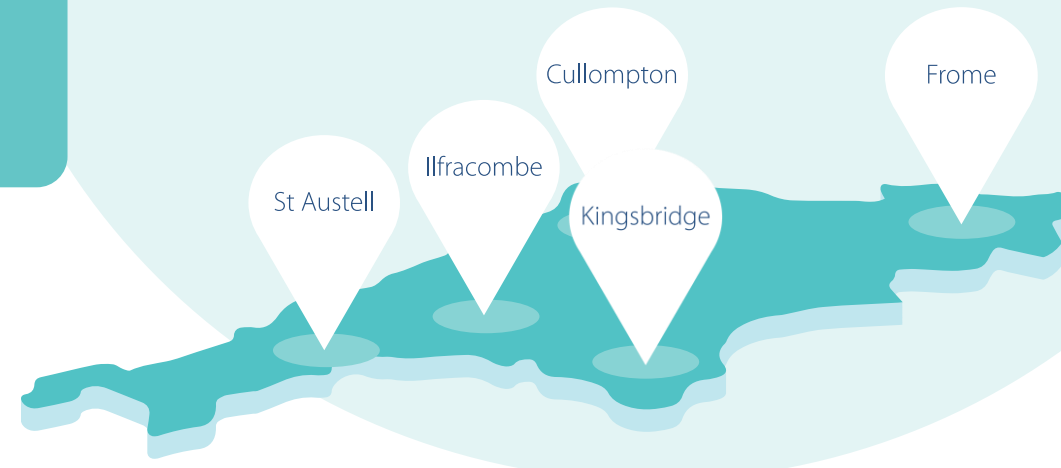 Cullompton
Frome
Ilfracombe
St Austell
Kingsbridge